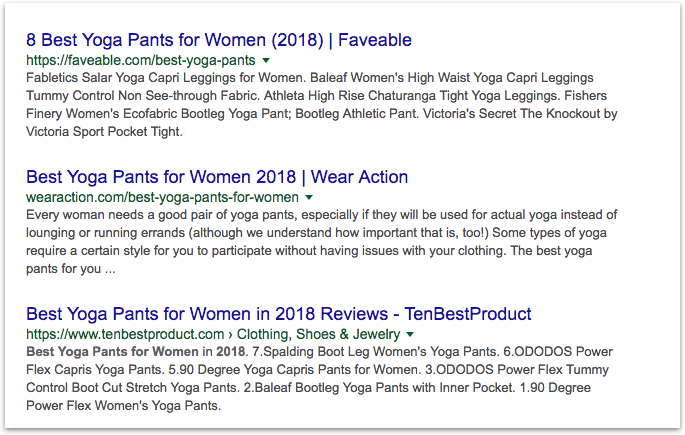 8 Best Yoga Pants for Women (2018) | Faveable
https://faveable.com/best-yoga-pants
Fabletics Salar Yoga Capri Leggings for Women. Baleaf Women's High Waist Yoga Capri Leggings
Tummy Control Non See-through Fabric. Athleta High Rise Chaturanga Tight Yoga Leggings. Fishers
Finery Women's Ecofabric Bootleg Yoga Pant; Bootleg Athletic Pant. Victoria's Secret The Knockout by
Victoria Sport Pocket Tight.
Best Yoga Pants for Women 2018 | Wear Action
wearaction.com/best-yoga-pants-for-women
Every woman needs a good pair of yoga pants, especially if they will be used for actual yoga instead of
lounging or running errands (although we understand how important that is, too!) Some types of yoga
require a certain style for you to participate without having issues with your clothing. The best yoga
pants for you ...
Best Yoga Pants for Women in 2018 Reviews - TenBestProduct
https://www.tenbestproduct.com › Clothing, Shoes & Jewellry
Best Yoga Pants for Women in 2018. 7.Spalding Boot Leg Women's Yoga Pants. 6.ODODOS Power
Flex Capris Yoga Pants. 5.90 Degree Yoga Capris Pants for Women. 3.ODODOS Power Flex Tummy
Control Boot Cut Stretch Yoga Pants. 2.Baleaf Bootleg Yoga Pants with Inner Pocket. 1.90 Degree
Power Flex Women's Yoga Pants.